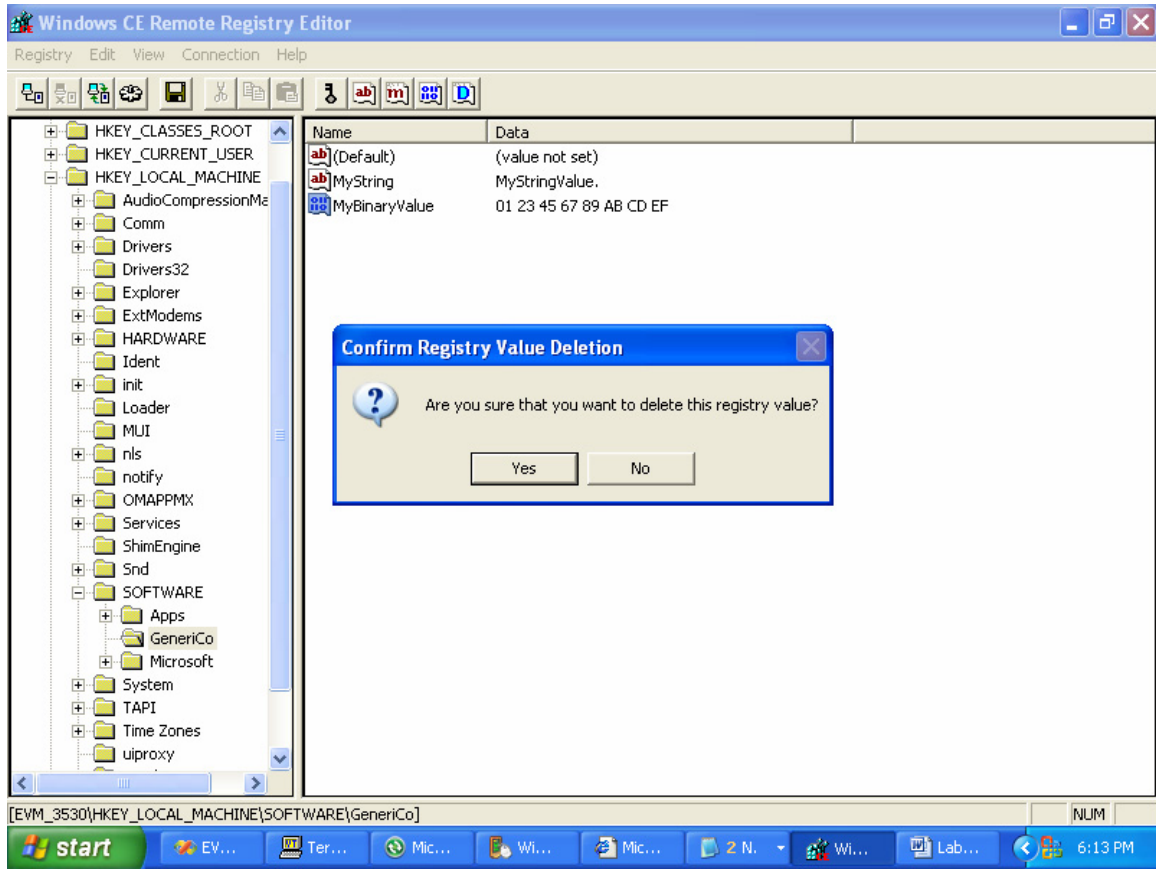 Windows CE Remote Registry Editor
Registry Edit View Connection Help
ab m D
HKEY_CLASSES_ROOT
HKEY_CURRENT_USER
HKEY_LOCAL_MACHINE
AudioCompressionMa
Comm
Drivers
Drivers32
Explorer
ExtModems
HARDWARE
Ident
init
Loader
MUI
nls
notify
OMAPPMX
Services
ShimEngine
Snd
SOFTWARE
Apps
GeneriCo
Microsoft
System
TAPI
Time Zones
uiproxy
Name Data
ab (Default) (value not set)
ab MyString MyStringValue.
MyBinaryValue 01 23 45 67 89 AB CD EF
Confirm Registry Value Deletion
Are you sure that you want to delete this registry value?
Yes No
[EVM_3530\HKEY_LOCAL_MACHINE\SOFTWARE\GeneriCo] NUM
start EV... Ter... Mic... Wi... Mic... 2 N. Wi... Lab... 6:13 PM